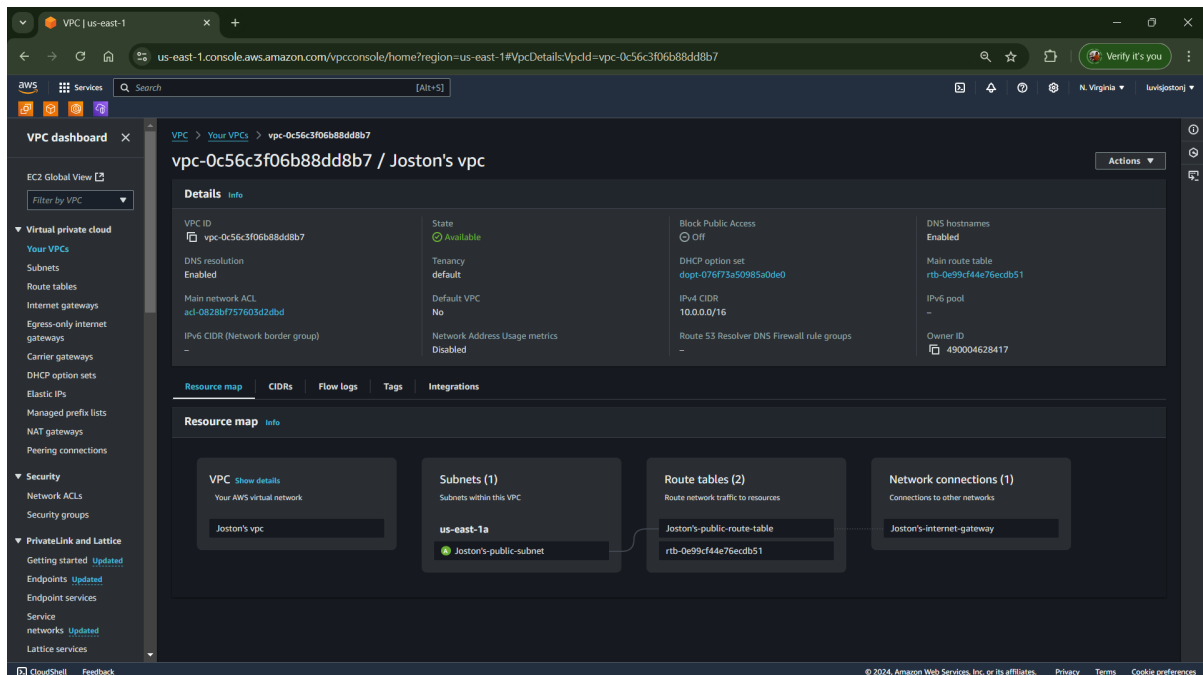 VPC | us-east-1
us-east-1.console.aws.amazon.com/vpcconsole/home?region=us-east-1#VpcDetails:VpcId=vpc-0c56c3f06b88dd8b7
Verify it's you
aws
Services
Search
[Alt+S]
N. Virginia
luvisjostonj
VPC dashboard
EC2 Global View
Filter by VPC
Virtual private cloud
Your VPCs
Subnets
Route tables
Internet gateways
Egress-only internet
gateways
Carrier gateways
DHCP option sets
Elastic IPs
Managed prefix lists
NAT gateways
Peering connections
Security
Network ACLs
Security groups
PrivateLink and Lattice
Getting started Updated
Endpoints Updated
Endpoint services
Service
networks Updated
Lattice services
VPC > Your VPCs > vpc-0c56c3f06b88dd8b7
vpc-0c56c3f06b88dd8b7 / Joston's vpc
Actions
Details Info
VPC ID
vpc-0c56c3f06b88dd8b7
State
Available
Block Public Access
Off
DNS hostnames
Enabled
DNS resolution
Enabled
Tenancy
default
DHCP option set
dopt-076f73a50985a0de0
Main route table
rtb-0e99cf44e76ecdb51
Main network ACL
acl-0828bf757603d2dbd
Default VPC
No
IPv4 CIDR
10.0.0.0/16
IPv6 pool
–
IPv6 CIDR (Network border group)
–
Network Address Usage metrics
Disabled
Route 53 Resolver DNS Firewall rule groups
–
Owner ID
490004628417
Resource map
CIDRs
Flow logs
Tags
Integrations
Resource map Info
VPC Show details
Your AWS virtual network
Joston's vpc
Subnets (1)
Subnets within this VPC
us-east-1a
A Joston's-public-subnet
Route tables (2)
Route network traffic to resources
Joston's-public-route-table
rtb-0e99cf44e76ecdb51
Network connections (1)
Connections to other networks
Joston's-internet-gateway
CloudShell
Feedback
© 2024, Amazon Web Services, Inc. or its affiliates.
Privacy
Terms
Cookie preferences